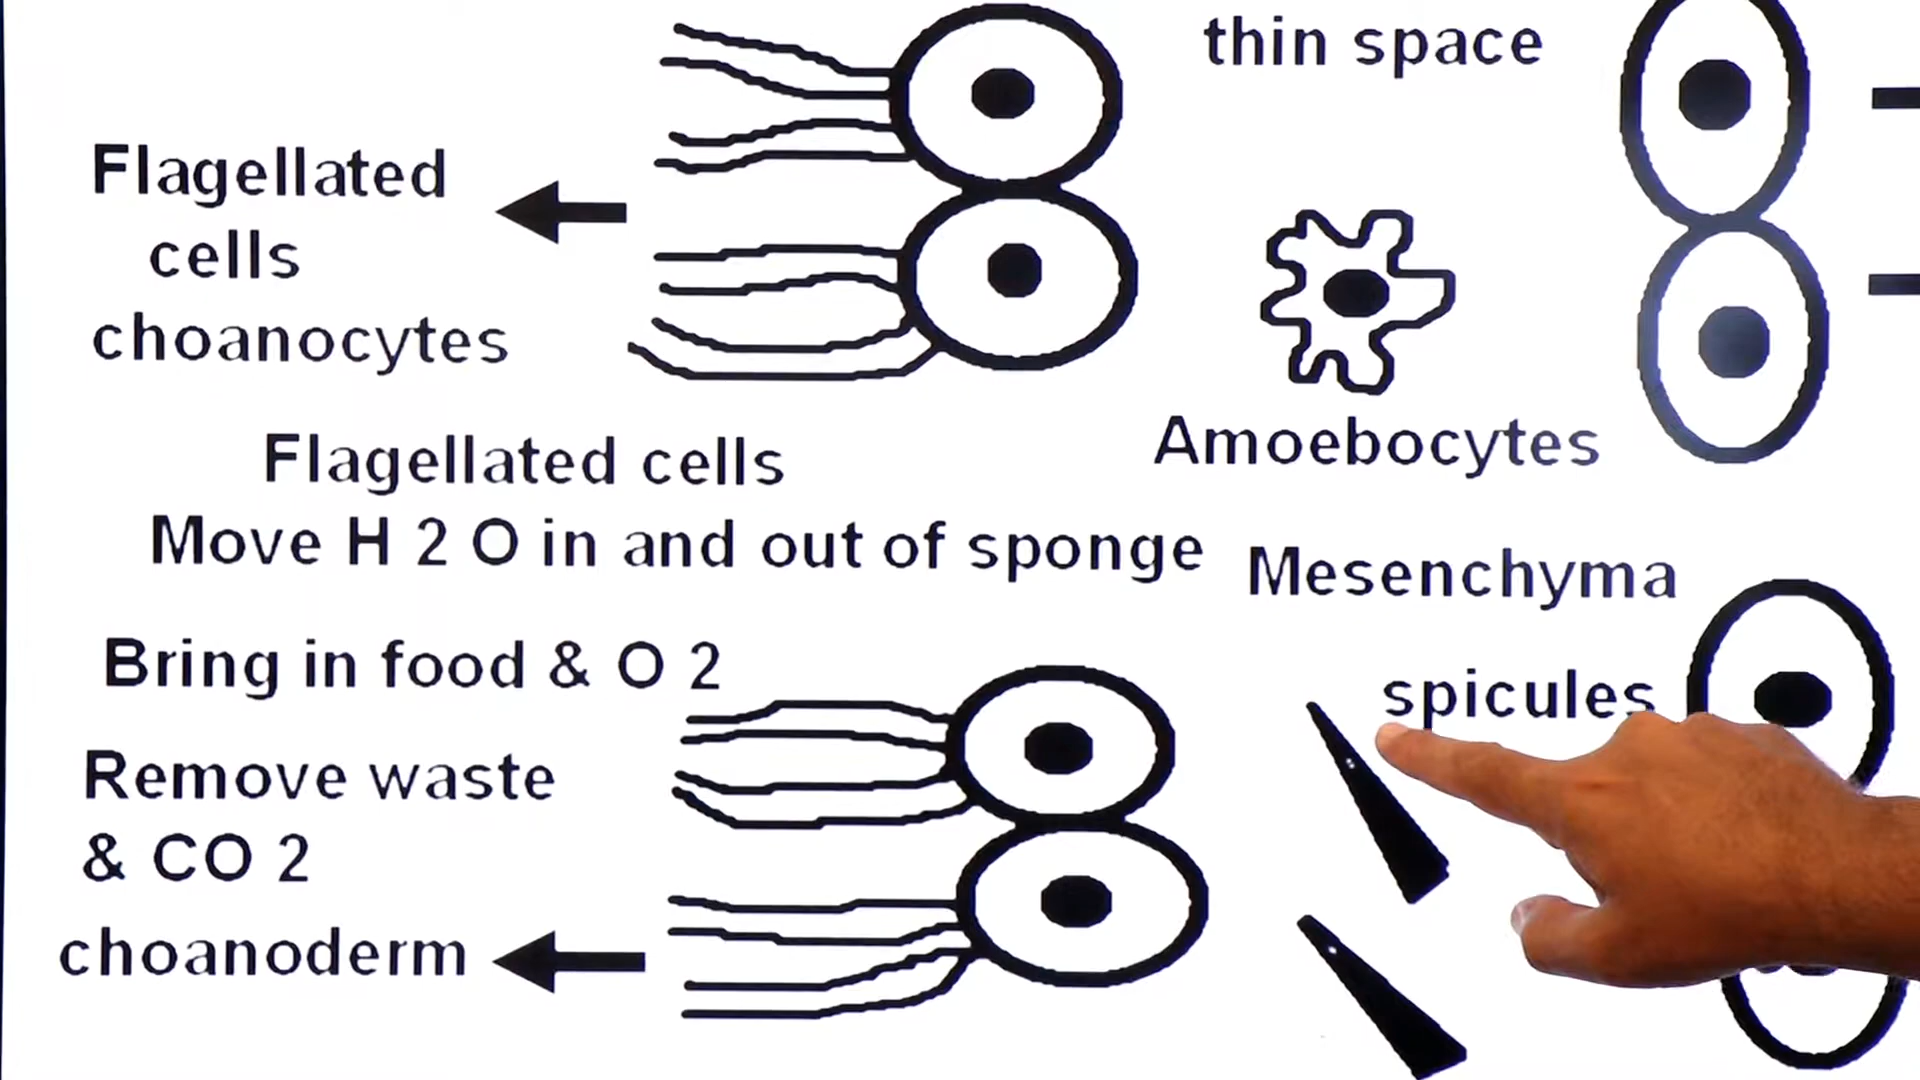 thin space
Flagellated
cells
choanocytes
Amoebocytes
Flagellated cells
Move H 2 O in and out of sponge
Mesenchyma
Bring in food & O 2
spicules
Remove waste
& CO 2
choanoderm